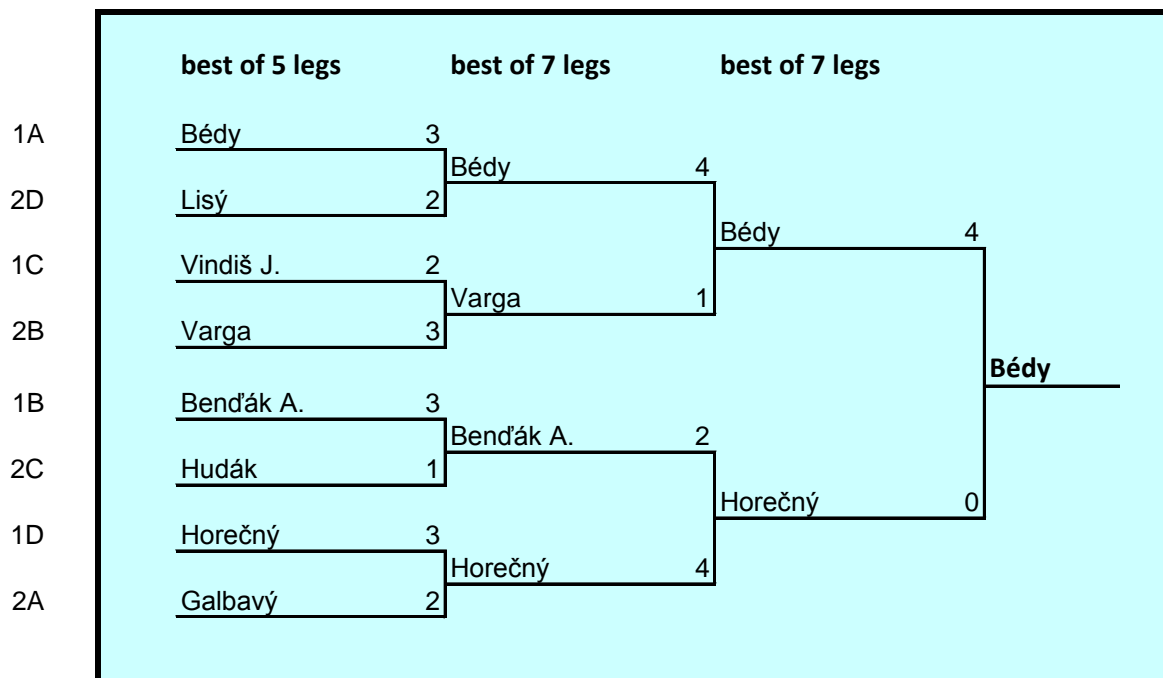 best of 5 legs best of 7 legs best of 7 legs
1A Bédy 3
Bédy 4
2D Lisý 2
Bédy 4
1C Vindiš J. 2
Varga 1
2B Varga 3
Bédy
1B Benďák A. 3
Benďák A. 2
2C Hudák 1
Horečný 0
1D Horečný 3
Horečný 4
2A Galbavý 2